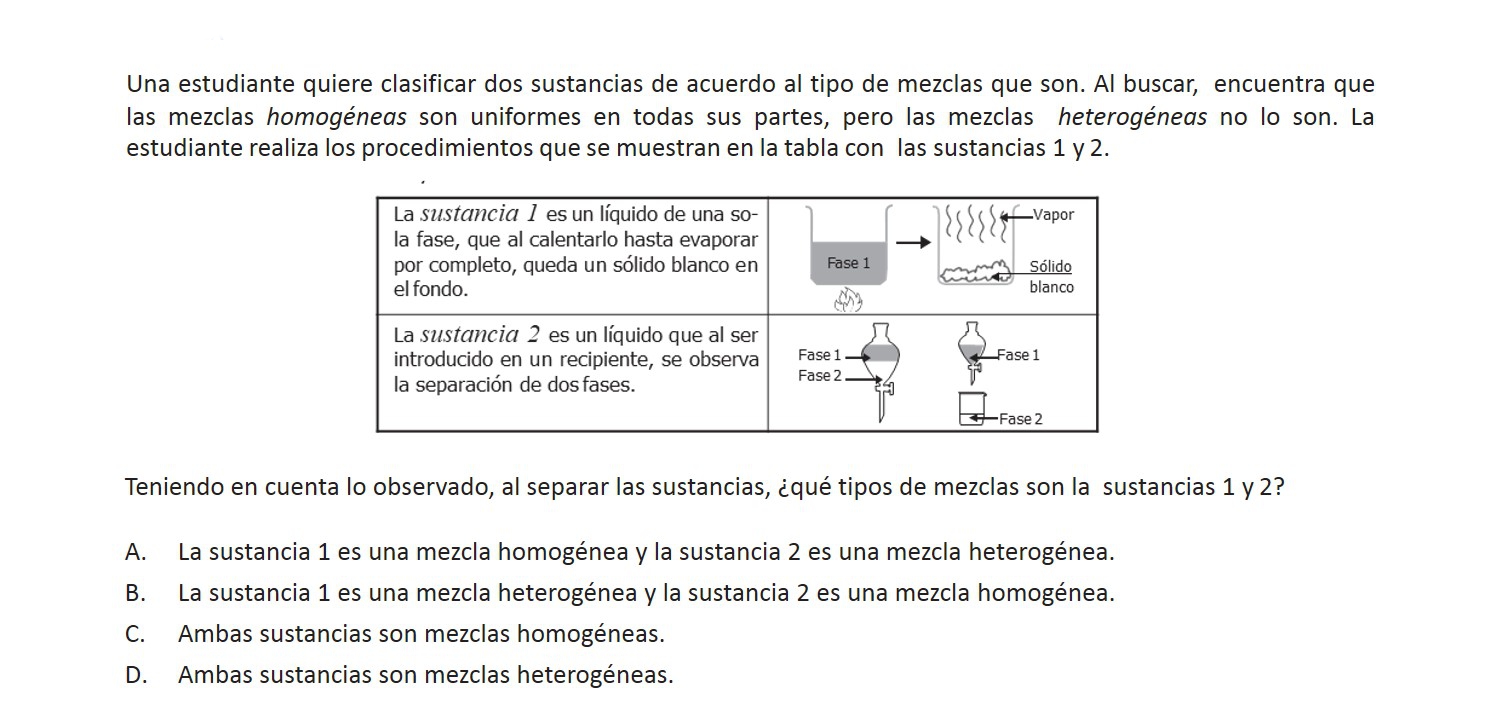 Una estudiante quiere clasificar dos sustancias de acuerdo al tipo de mezclas que son. Al buscar, encuentra que
las mezclas homogéneas son uniformes en todas sus partes, pero las mezclas heterogéneas no lo son. La
estudiante realiza los procedimientos que se muestran en la tabla con las sustancias 1 y 2.
La sustancia 1 es un líquido de una so-
la fase, que al calentarlo hasta evaporar
por completo, queda un sólido blanco en
el fondo.
Fase 1
Vapor
Sólido
blanco
La sustancia 2 es un líquido que al ser
introducido en un recipiente, se observa
la separación de dos fases.
Fase 1
Fase 2
Fase 1
Fase 2
Teniendo en cuenta lo observado, al separar las sustancias, ¿qué tipos de mezclas son la sustancias 1 y 2?
A. La sustancia 1 es una mezcla homogénea y la sustancia 2 es una mezcla heterogénea.
B. La sustancia 1 es una mezcla heterogénea y la sustancia 2 es una mezcla homogénea.
C. Ambas sustancias son mezclas homogéneas.
D. Ambas sustancias son mezclas heterogéneas.